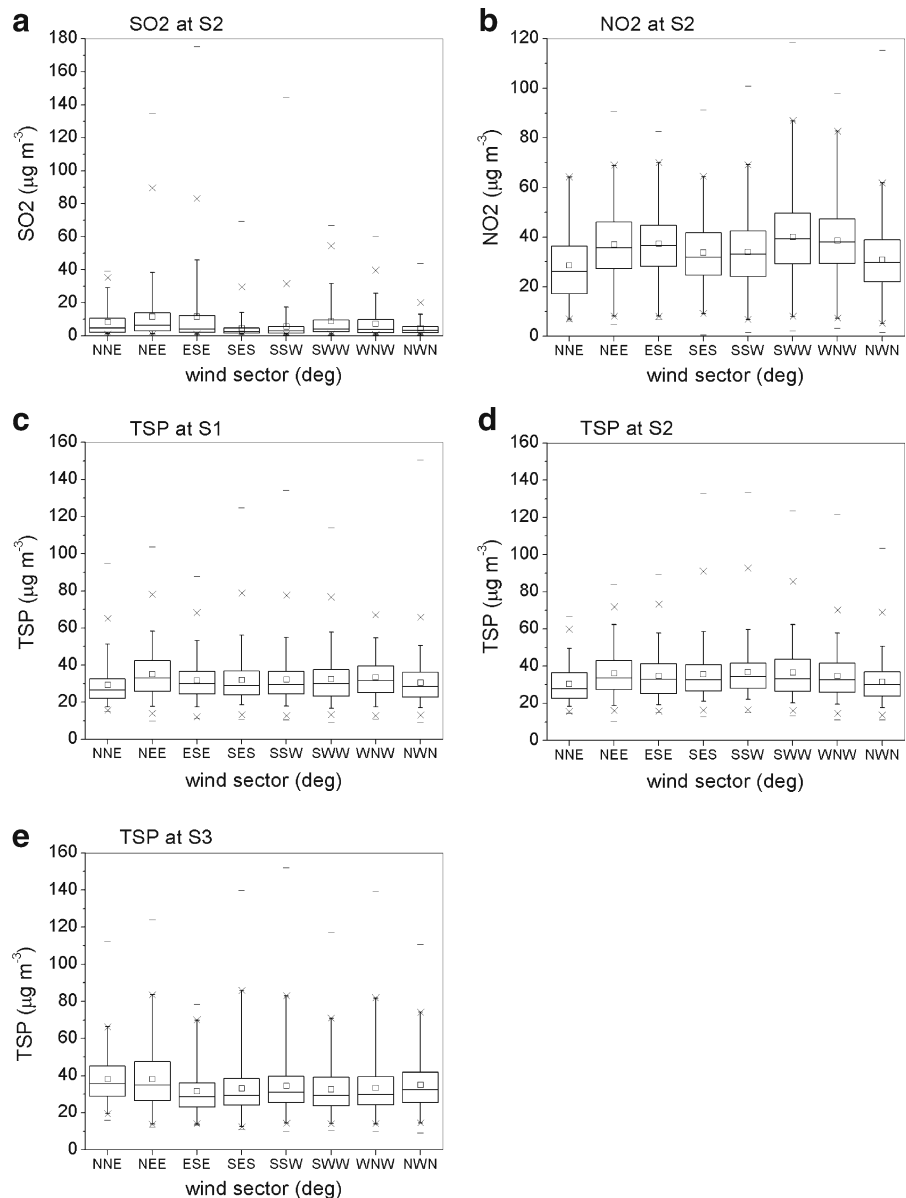 a SO2 at S2
180
160
140
120
100
80
60
40
20
0
SO2 (μg m-3)
NNE NEE ESE SES SSW SWW WNW NWN
wind sector (deg)
b NO2 at S2
120
100
80
60
40
20
0
NO2 (μg m-3)
NNE NEE ESE SES SSW SWW WNW NWN
wind sector (deg)
c TSP at S1
160
140
120
100
80
60
40
20
0
TSP (μg m-3)
NNE NEE ESE SES SSW SWW WNW NWN
wind sector (deg)
d TSP at S2
160
140
120
100
80
60
40
20
0
TSP (μg m-3)
NNE NEE ESE SES SSW SWW WNW NWN
wind sector (deg)
e TSP at S3
160
140
120
100
80
60
40
20
0
TSP (μg m-3)
NNE NEE ESE SES SSW SWW WNW NWN
wind sector (deg)